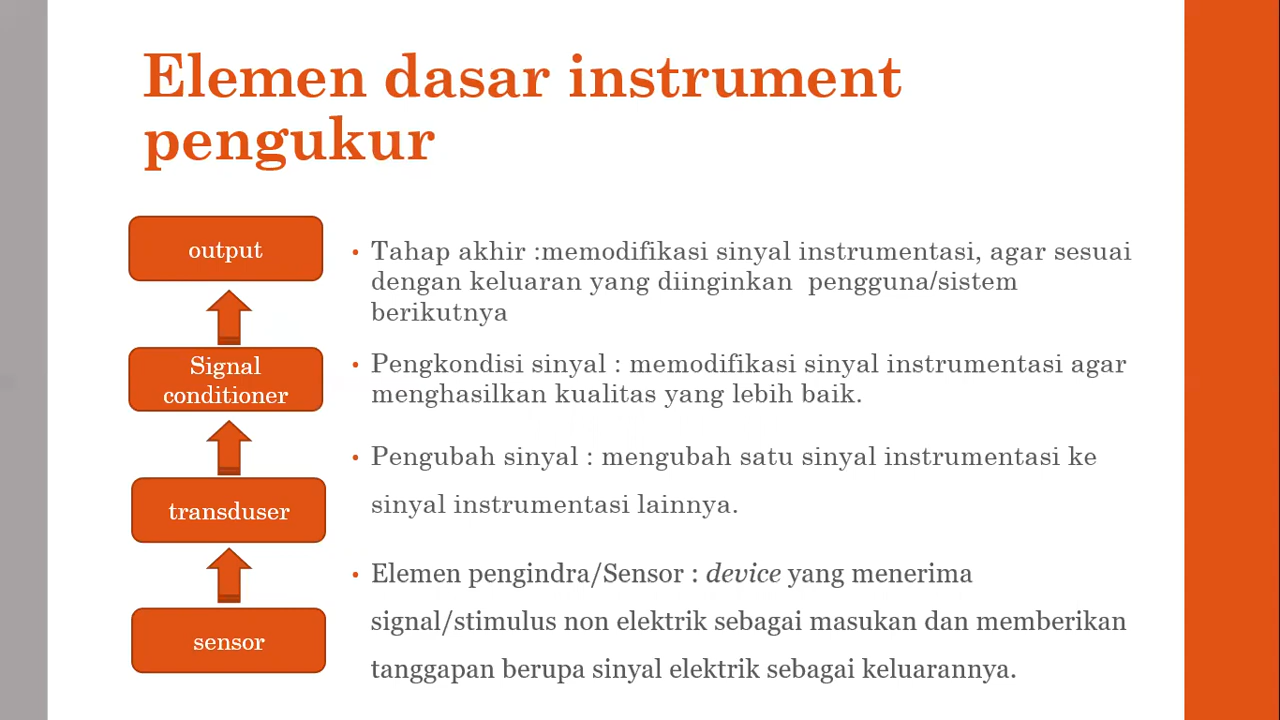 Elemen dasar instrument
pengukur
output
• Tahap akhir :memodifikasi sinyal instrumentasi, agar sesuai
dengan keluaran yang diinginkan  pengguna/sistem
berikutnya
Signal
conditioner
• Pengkondisi sinyal : memodifikasi sinyal instrumentasi agar
menghasilkan kualitas yang lebih baik.
transduser
• Pengubah sinyal : mengubah satu sinyal instrumentasi ke
sinyal instrumentasi lainnya.
sensor
• Elemen pengindra/Sensor : device yang menerima
signal/stimulus non elektrik sebagai masukan dan memberikan
tanggapan berupa sinyal elektrik sebagai keluarannya.